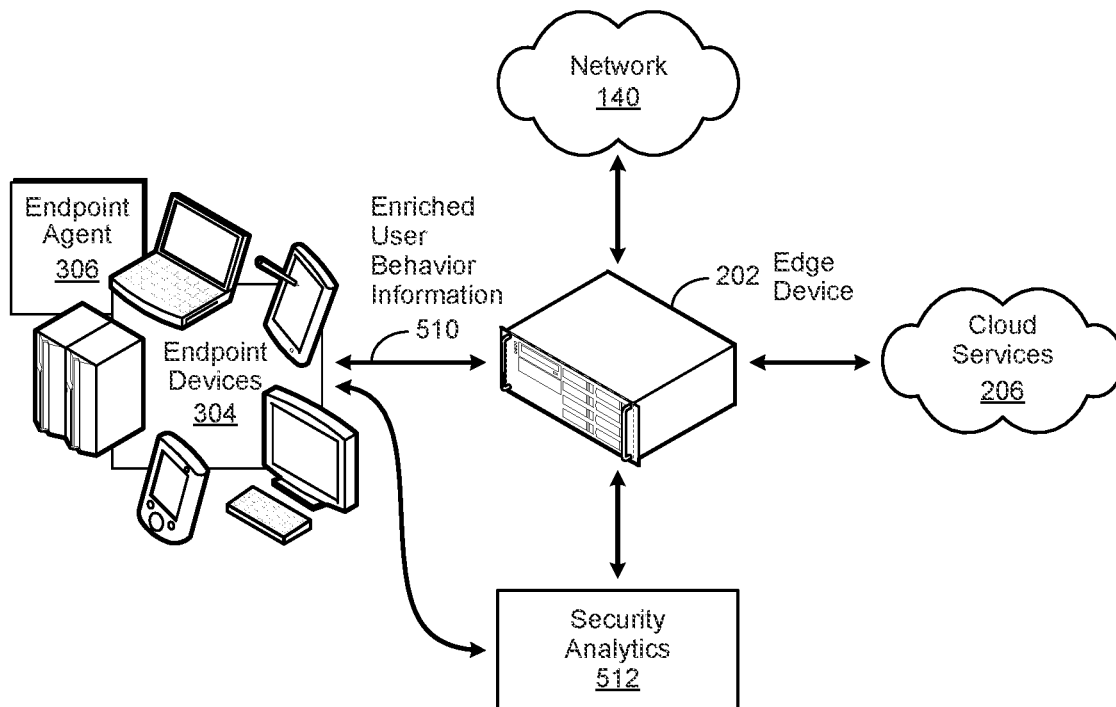 Network
140
Endpoint
Agent
306
Enriched
User
Behavior
Information
510
202
Edge
Device
Endpoint
Devices
304
Cloud
Services
206
Security
Analytics
512